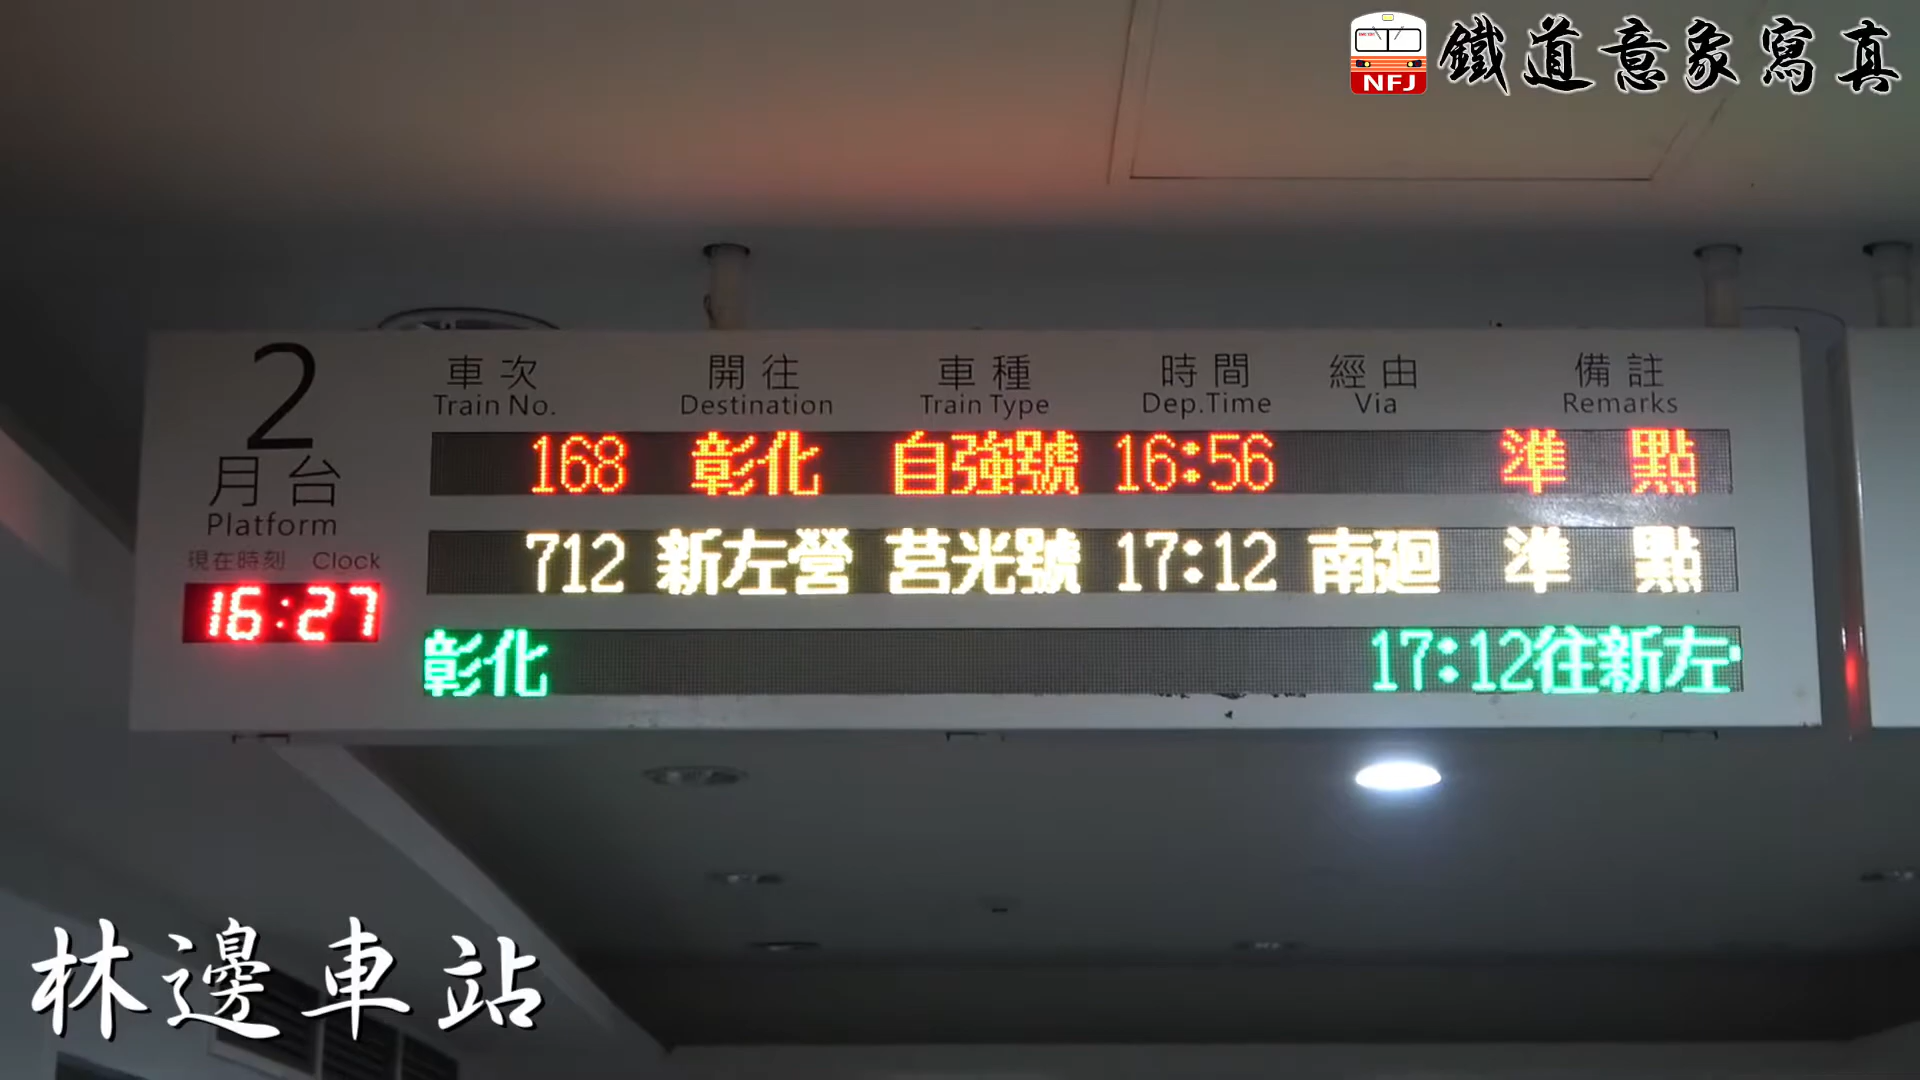 NFJ 鐵道意象寫真
2
月台
Platform
現在時刻 Clock
16:27
車次 開往 車種 時間 經由 備註
Train No. Destination Train Type Dep.Time Via Remarks
168 彰化 自強號 16:56 準點
712 新左營 莒光號 17:12 南迴 準點
彰化 17:12往新左
林邊車站